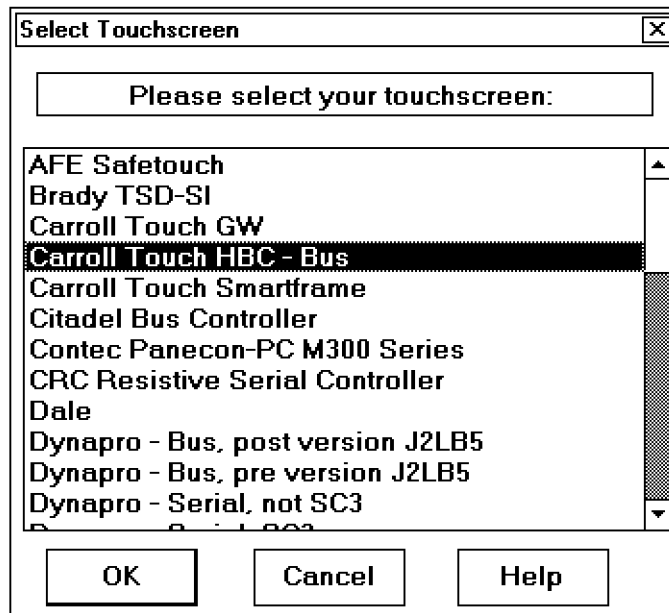 Select Touchscreen
Please select your touchscreen:
AFE Safetouch
Brady TSD-SI
Carroll Touch GW
Carroll Touch HBC - Bus
Carroll Touch Smartframe
Citadel Bus Controller
Contec Panecon-PC M300 Series
CRC Resistive Serial Controller
Dale
Dynapro - Bus, post version J2LB5
Dynapro - Bus, pre version J2LB5
Dynapro - Serial, not SC3
OK Cancel Help